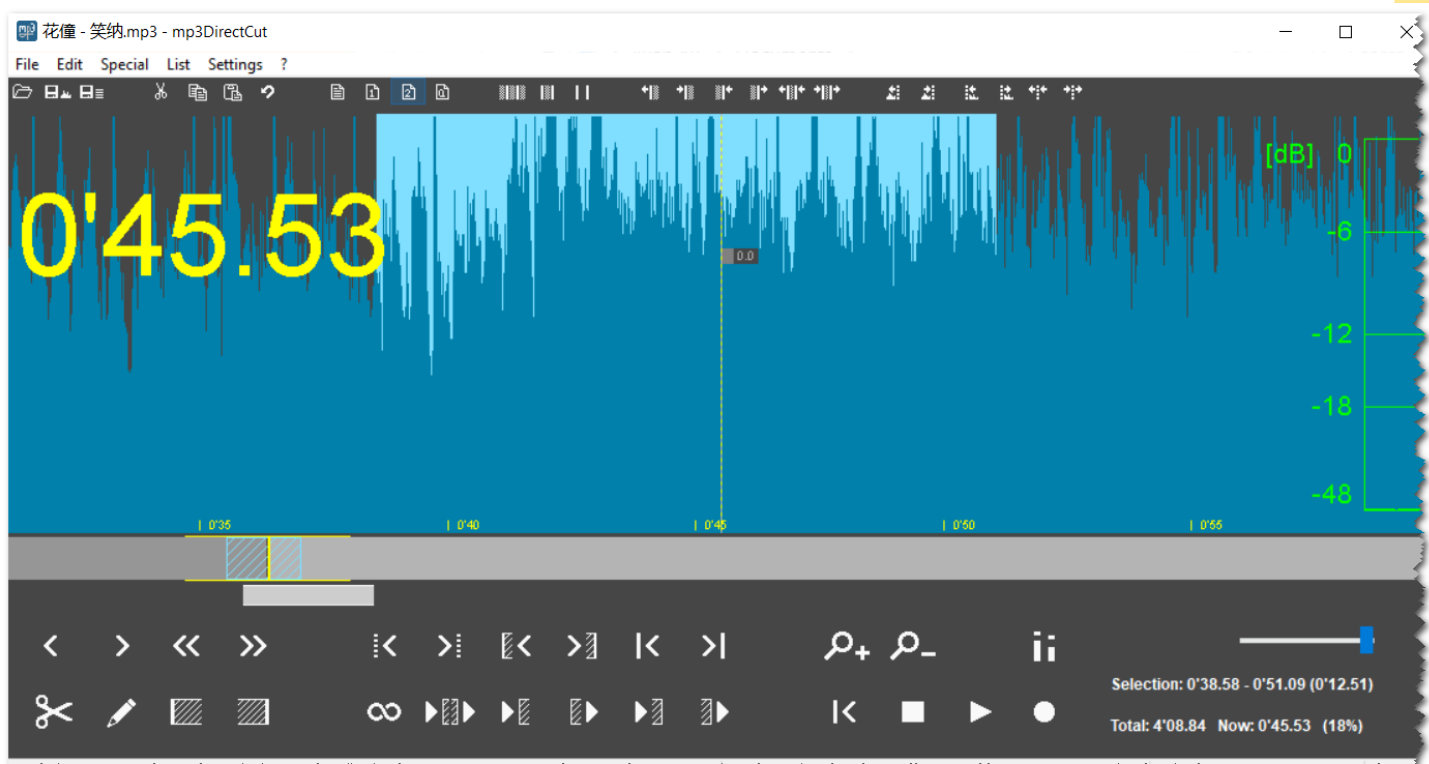 花僮 - 笑纳.mp3 - mp3DirectCut
File Edit Special List Settings ?
[dB] 0
0'45.53
-6
0.0
-12
-18
-48
0'35 0'40 0'45 0'50 0'55
Selection: 0'38.58 - 0'51.09 (0'12.51)
Total: 4'08.84 Now: 0'45.53 (18%)